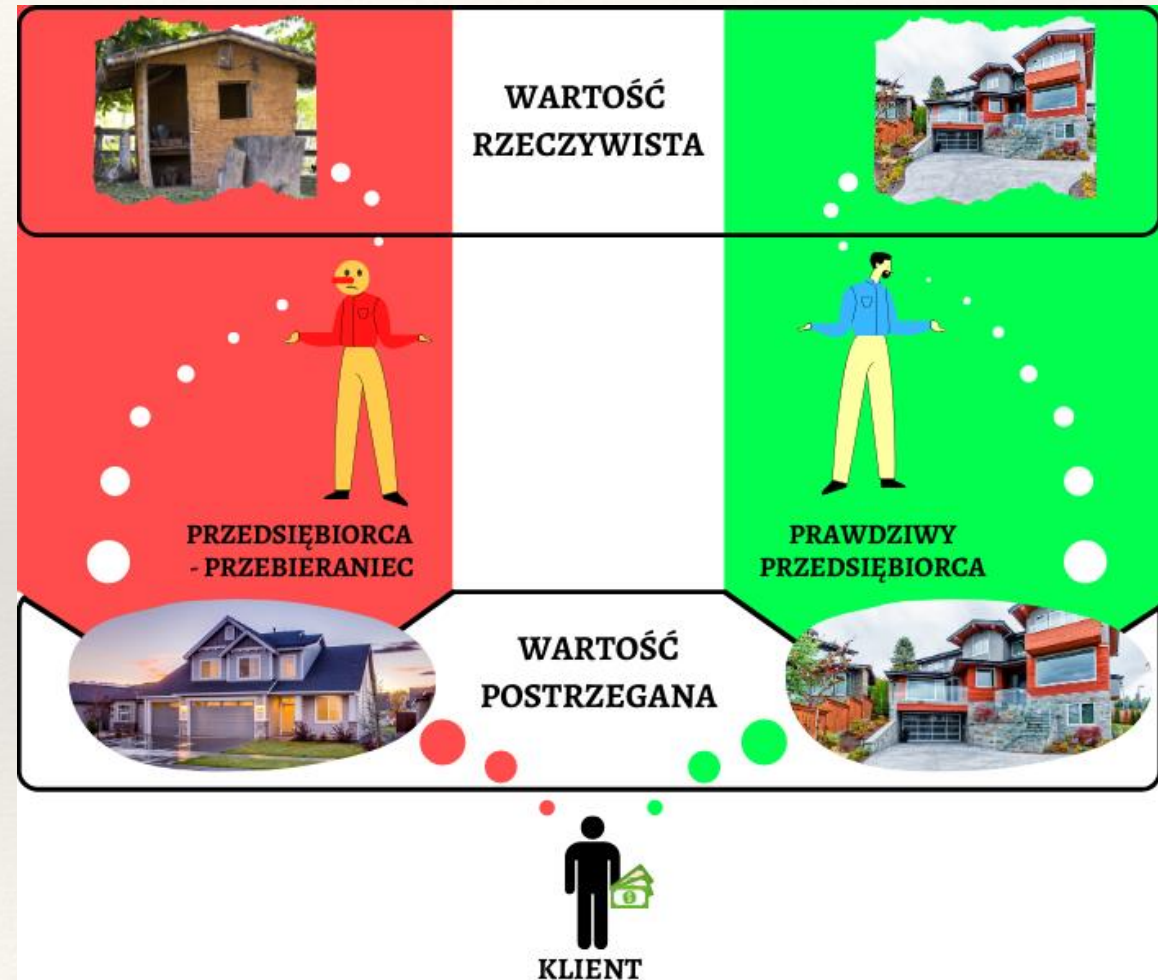 WARTOŚĆ
RZECZYWISTA
PRZEDSIĘBIORCA
- PRZEBIERANIEC
PRAWDZIWY
PRZEDSIĘBIORCA
WARTOŚĆ
POSTRZEGANA
KLIENT